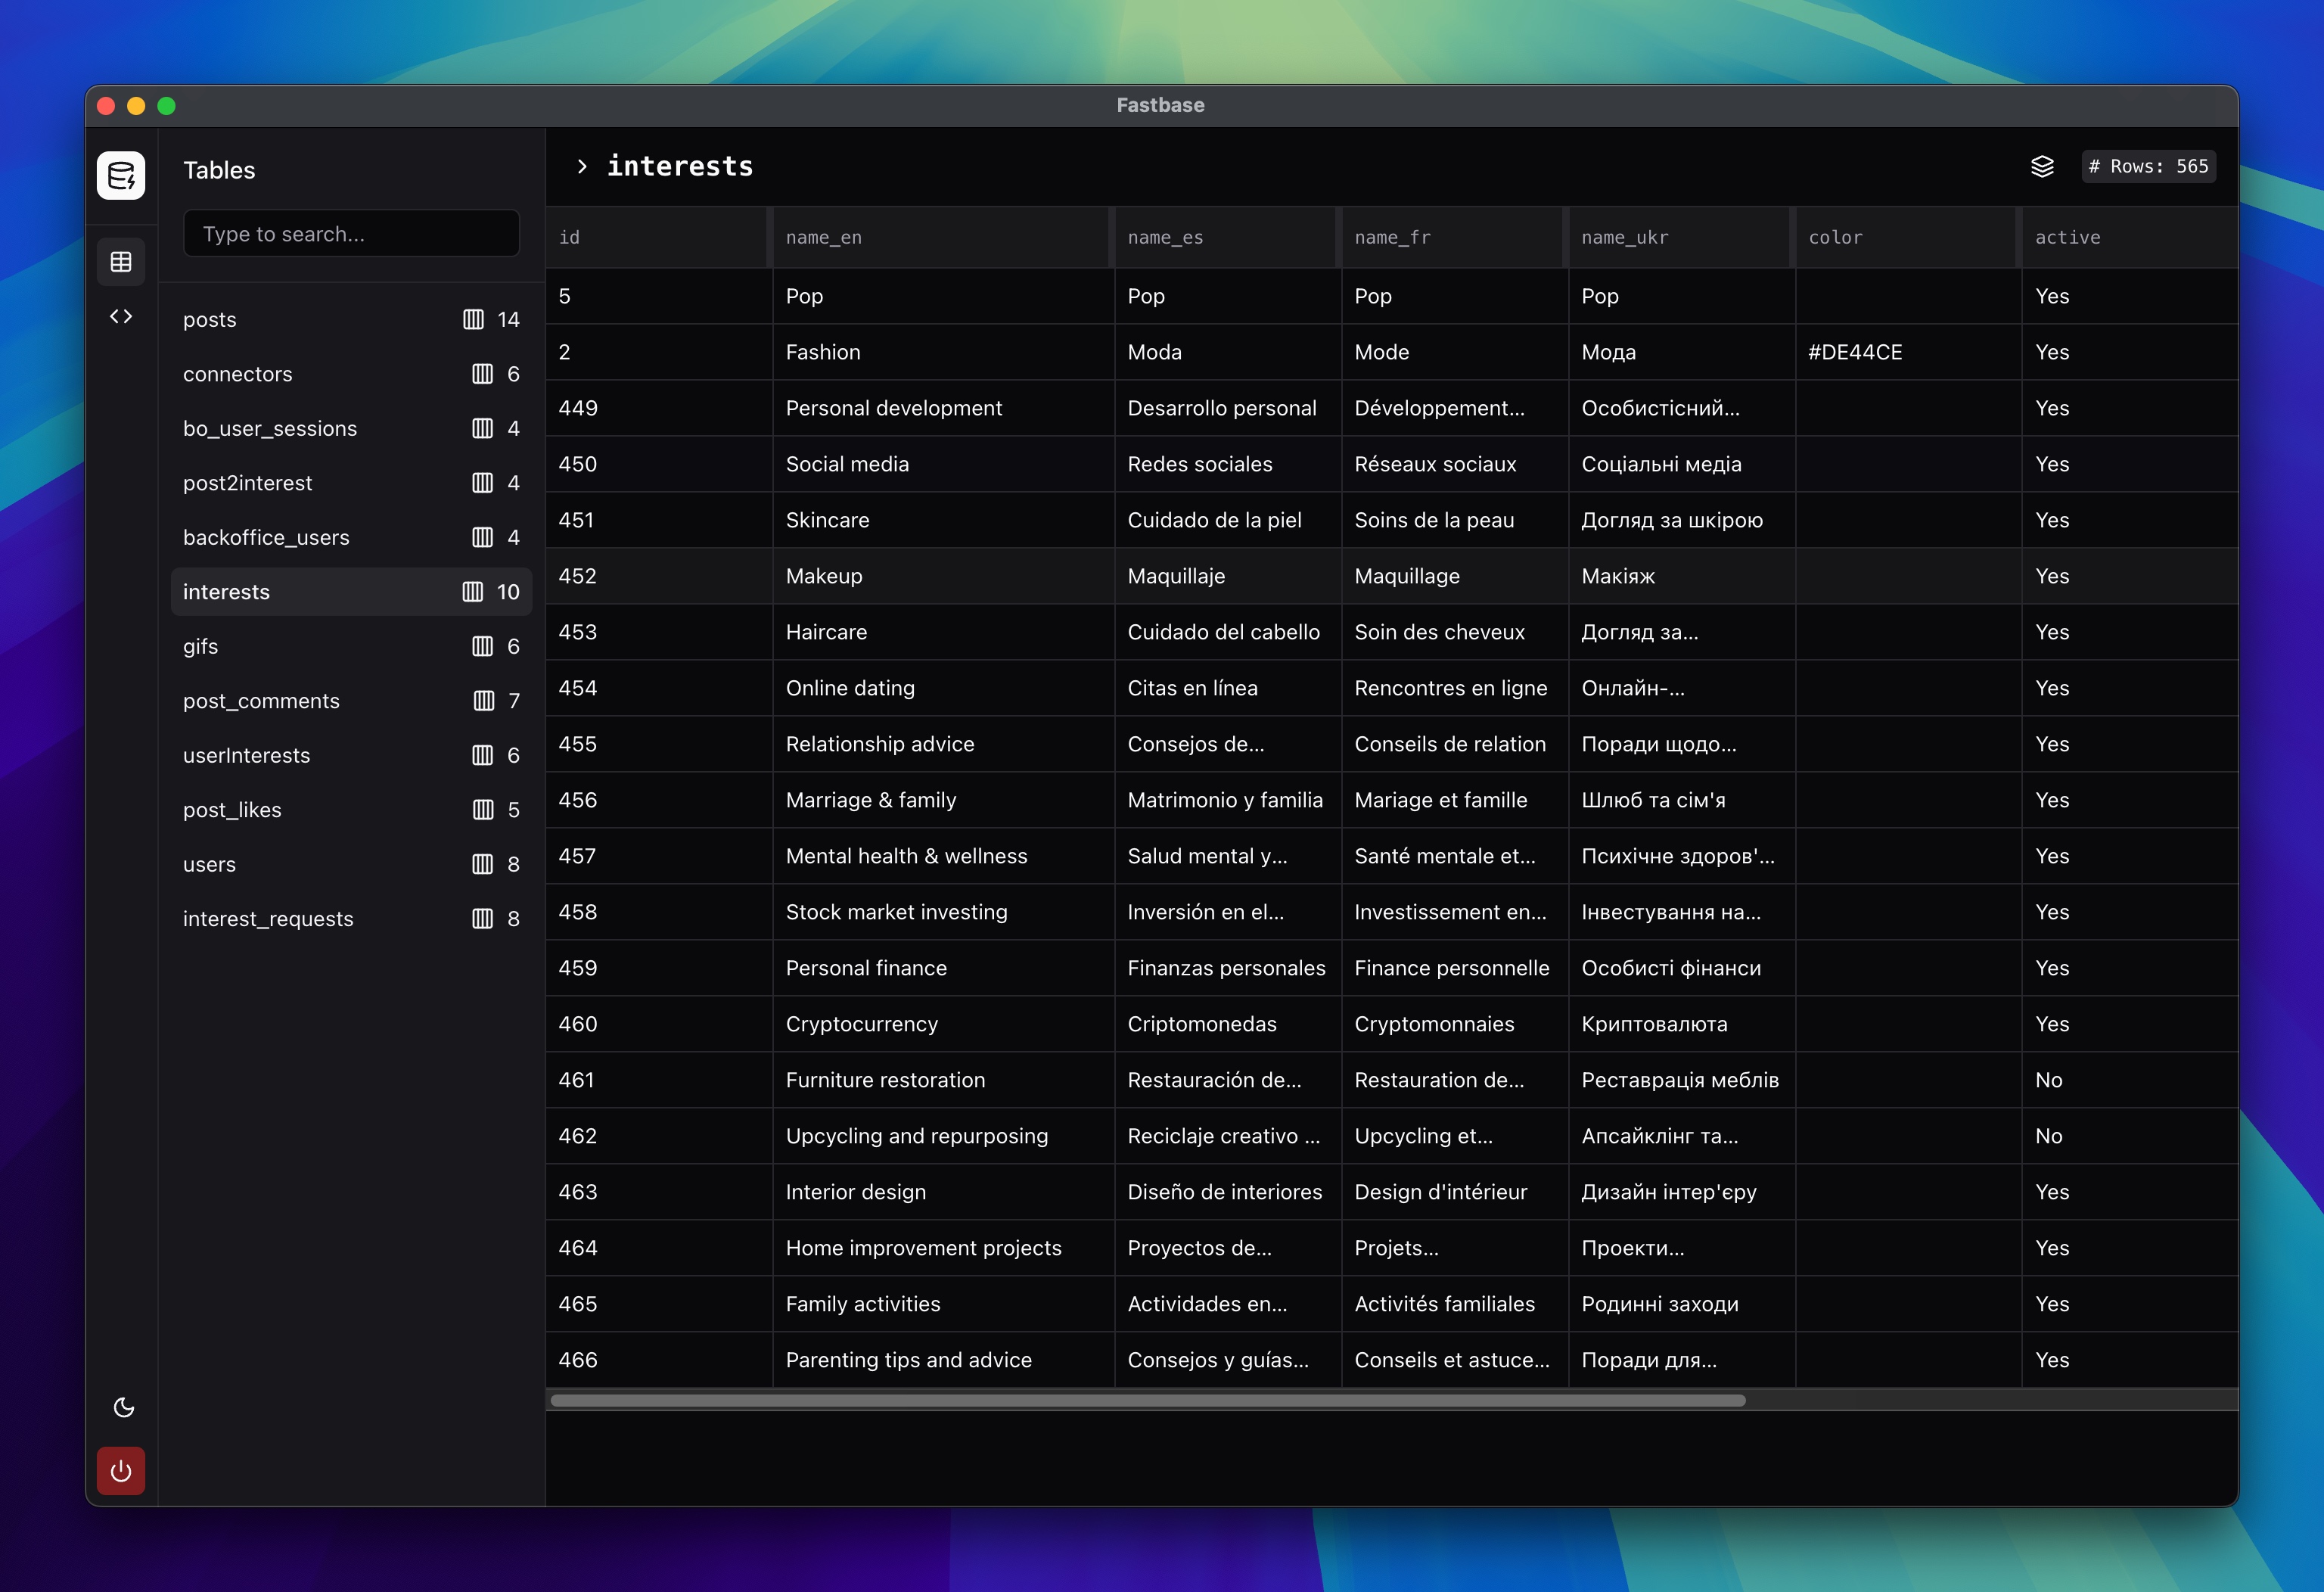 Fastbase
Tables
Type to search...
posts 14
connectors 6
bo_user_sessions 4
post2interest 4
backoffice_users 4
interests 10
gifs 6
post_comments 7
userInterests 6
post_likes 5
users 8
interest_requests 8
interests # Rows: 565
id name_en name_es name_fr name_ukr color active
5 Pop Pop Pop Pop Yes
2 Fashion Moda Mode Мода #DE44CE Yes
449 Personal development Desarrollo personal Développement... Особистісний... Yes
450 Social media Redes sociales Réseaux sociaux Соціальні медіа Yes
451 Skincare Cuidado de la piel Soins de la peau Догляд за шкірою Yes
452 Makeup Maquillaje Maquillage Макіяж Yes
453 Haircare Cuidado del cabello Soin des cheveux Догляд за... Yes
454 Online dating Citas en línea Rencontres en ligne Онлайн-... Yes
455 Relationship advice Consejos de... Conseils de relation Поради щодо... Yes
456 Marriage & family Matrimonio y familia Mariage et famille Шлюб та сім'я Yes
457 Mental health & wellness Salud mental y... Santé mentale et... Психічне здоров'... Yes
458 Stock market investing Inversión en el... Investissement en... Інвестування на... Yes
459 Personal finance Finanzas personales Finance personnelle Особисті фінанси Yes
460 Cryptocurrency Criptomonedas Cryptomonnaies Криптовалюта Yes
461 Furniture restoration Restauración de... Restauration de... Реставрація меблів No
462 Upcycling and repurposing Reciclaje creativo ... Upcycling et... Апсайклінг та... No
463 Interior design Diseño de interiores Design d'intérieur Дизайн інтер'єру Yes
464 Home improvement projects Proyectos de... Projets... Проекти... Yes
465 Family activities Actividades en... Activités familiales Родинні заходи Yes
466 Parenting tips and advice Consejos y guías... Conseils et astuce... Поради для... Yes